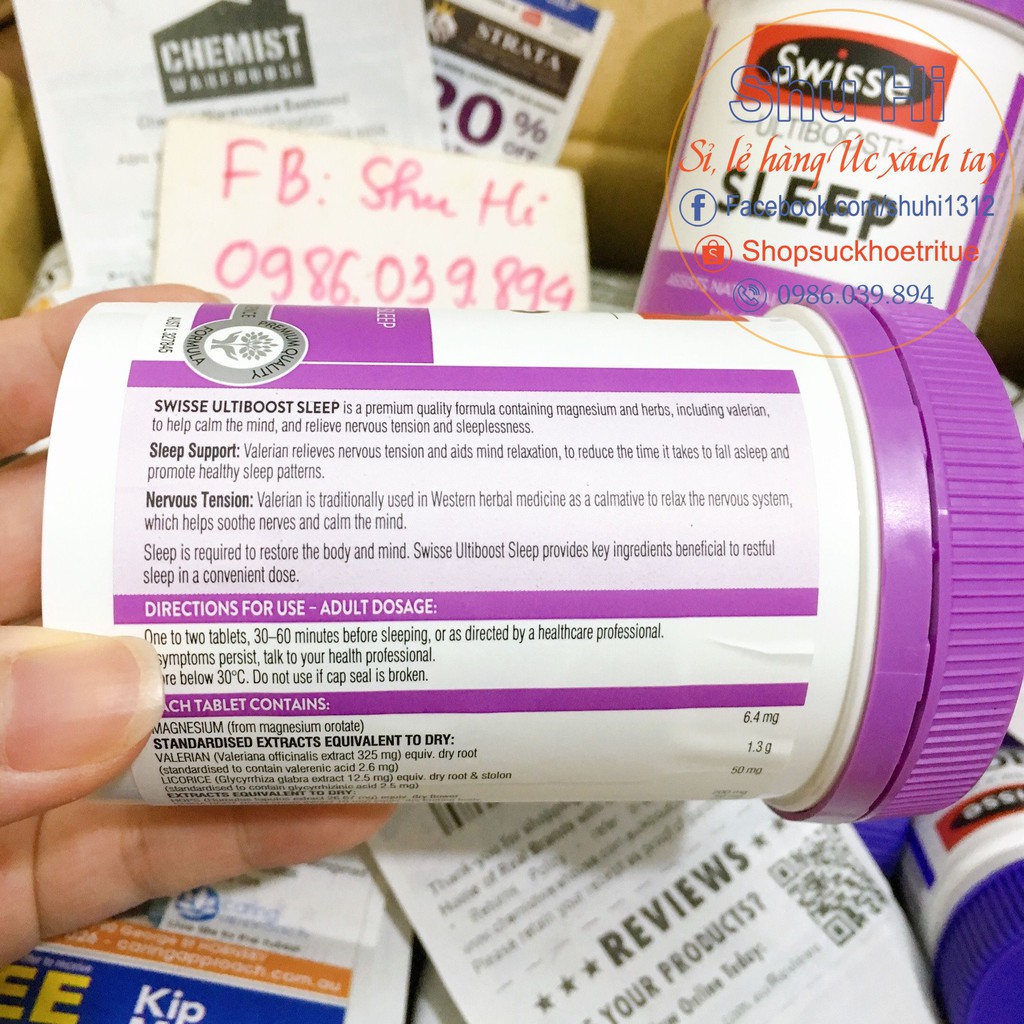 CHEMIST
WAREHOUSE
STRATA
20%
OFF
FB: Shu Hi
0986.039.894
Swisse
ULTIBOOST
SLEEP
Shu Hi
Sỉ, lẻ hàng Úc xách tay
Facebook.com/shuhi1312
Shopsuckhoetritue
0986.039.894
AUST L 327845
PREMIUM QUALITY
FORMULA
SLEEP
SWISSE ULTIBOOST SLEEP is a premium quality formula containing magnesium and herbs, including valerian,
to help calm the mind, and relieve nervous tension and sleeplessness.
Sleep Support: Valerian relieves nervous tension and aids mind relaxation, to reduce the time it takes to fall asleep and
promote healthy sleep patterns.
Nervous Tension: Valerian is traditionally used in Western herbal medicine as a calmative to relax the nervous system,
which helps soothe nerves and calm the mind.
Sleep is required to restore the body and mind. Swisse Ultiboost Sleep provides key ingredients beneficial to restful
sleep in a convenient dose.
DIRECTIONS FOR USE – ADULT DOSAGE:
One to two tablets, 30–60 minutes before sleeping, or as directed by a healthcare professional.
symptoms persist, talk to your health professional.
re below 30°C. Do not use if cap seal is broken.
ACH TABLET CONTAINS:
MAGNESIUM (from magnesium orotate) 6.4 mg
STANDARDISED EXTRACTS EQUIVALENT TO DRY:
VALERIAN (Valeriana officinalis extract 325 mg) equiv. dry root 1.3 g
(standardised to contain valerenic acid 2.6 mg)
LICORICE (Glycyrrhiza glabra extract 12.5 mg) equiv. dry root & stolon 50 mg
(standardised to contain glycyrrhizinic acid 2.5 mg)
EXTRACTS EQUIVALENT TO DRY:
REVIEWS
YOUR PRODUCTS?
Online Today:
caring
caringapproach.com.au
EE
Kip